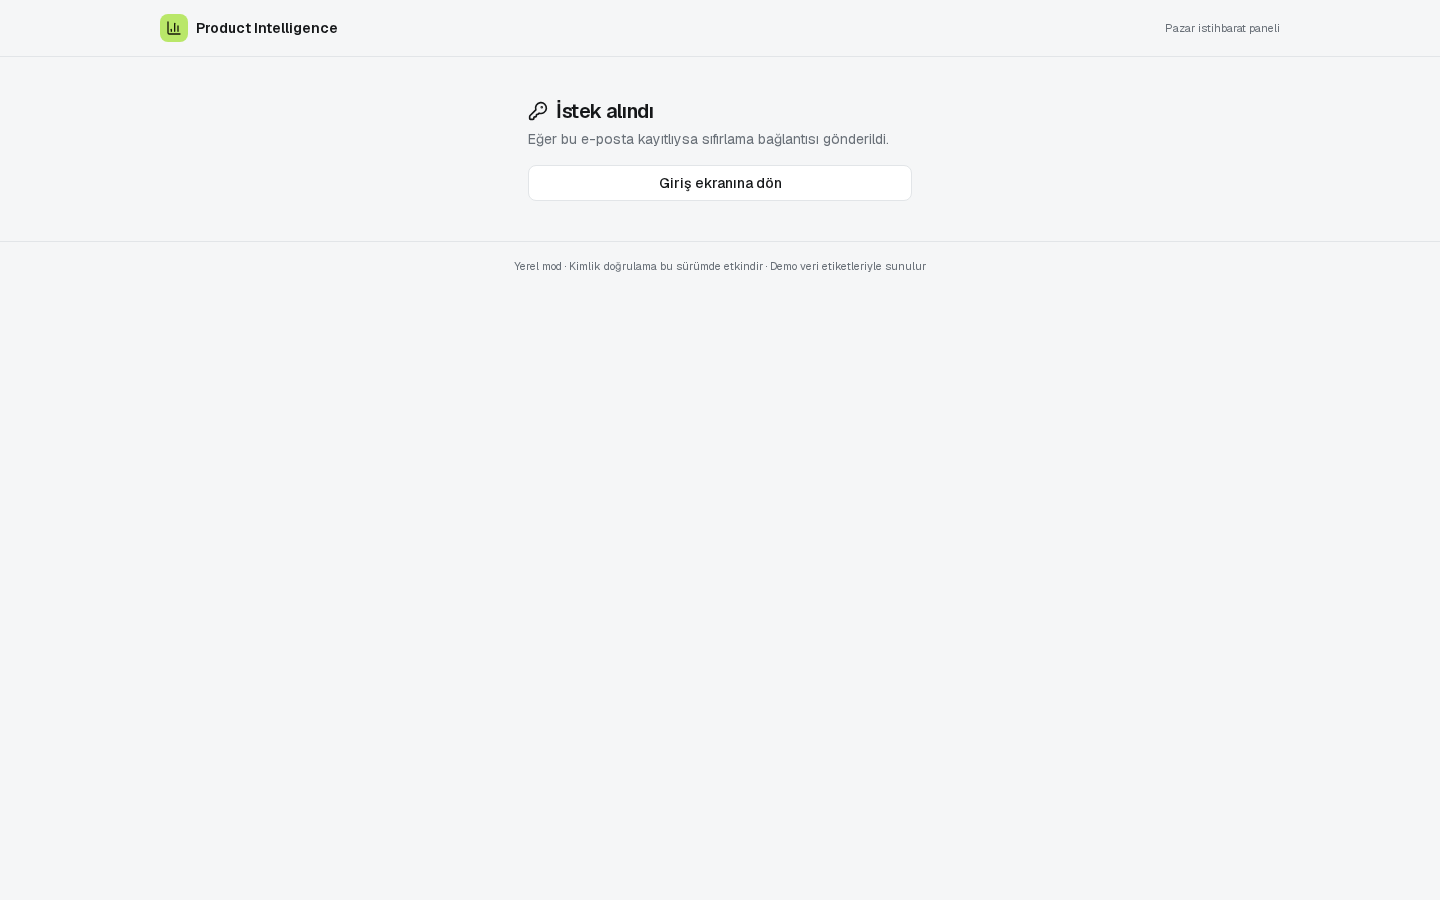 Product Intelligence
Pazar istihbarat paneli
İstek alındı
Eğer bu e-posta kayıtlıysa sıfırlama bağlantısı gönderildi.
Giriş ekranına dön
Yerel mod · Kimlik doğrulama bu sürümde etkindir · Demo veri etiketleriyle sunulur